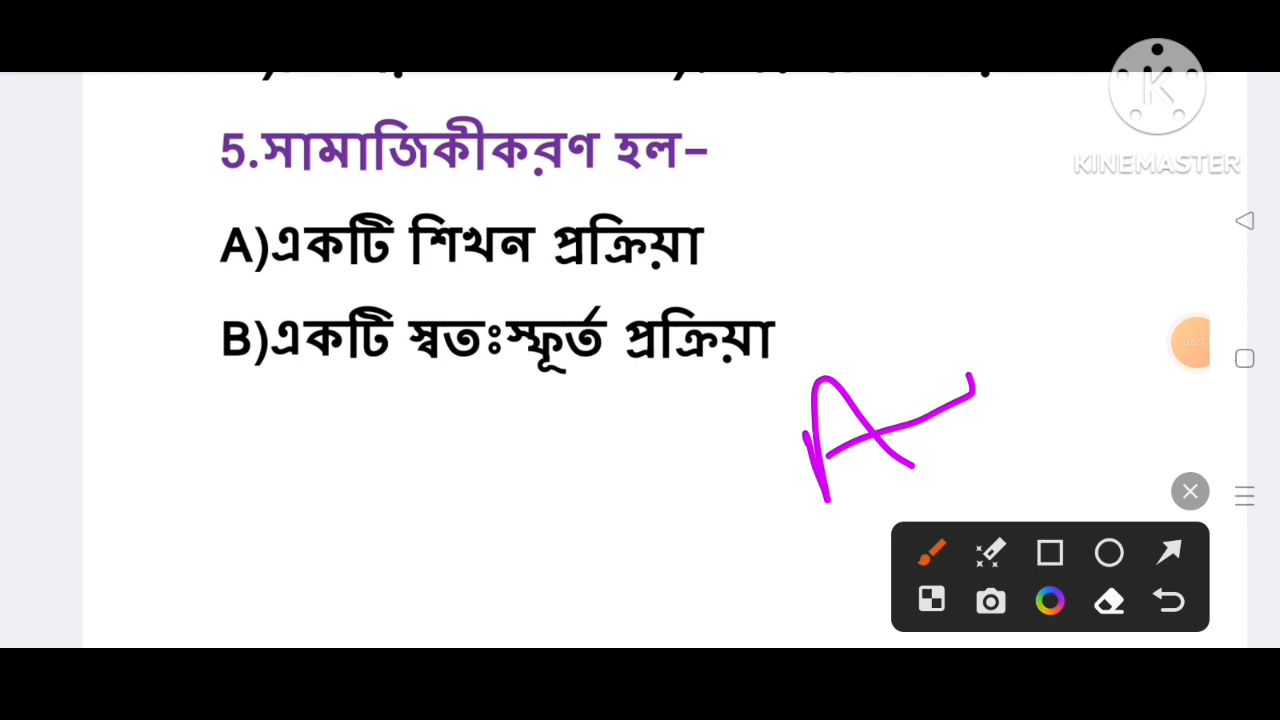 5.সামাজিকীকরণ হল-
A)একটি শিখন প্রক্রিয়া
B)একটি স্বতঃস্ফূর্ত প্রক্রিয়া
A
K
KINEMASTER